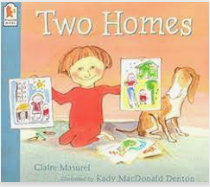 Two Homes
Claire Masurel
illustrated by Kady MacDonald Denton